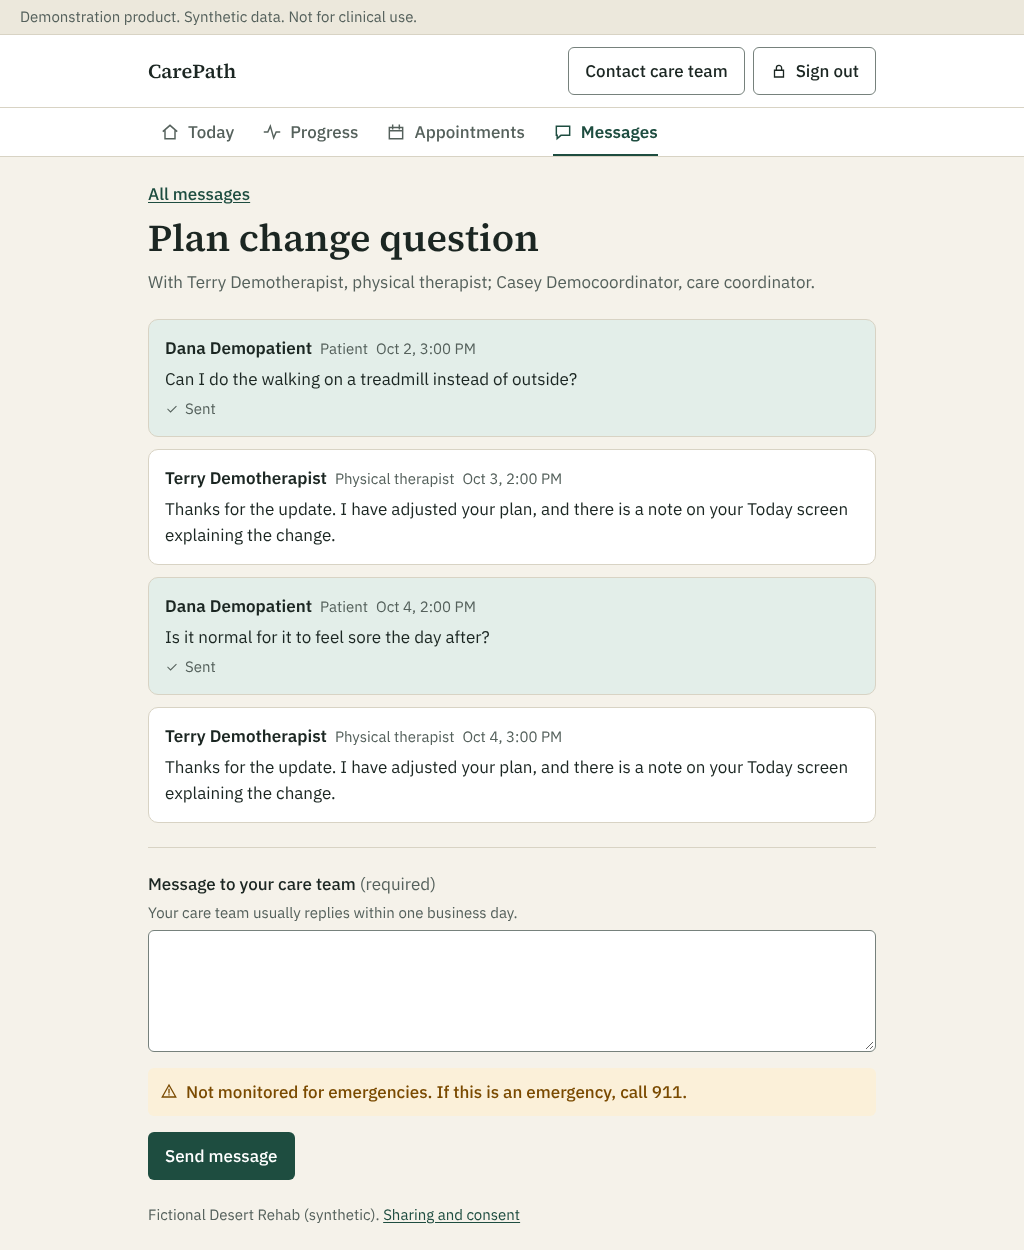 Demonstration product. Synthetic data. Not for clinical use.
CarePath
Contact care team
Sign out
Today
Progress
Appointments
Messages
All messages
Plan change question
With Terry Demotherapist, physical therapist; Casey Democoordinator, care coordinator.
Dana Demopatient Patient Oct 2, 3:00 PM
Can I do the walking on a treadmill instead of outside?
Sent
Terry Demotherapist Physical therapist Oct 3, 2:00 PM
Thanks for the update. I have adjusted your plan, and there is a note on your Today screen
explaining the change.
Dana Demopatient Patient Oct 4, 2:00 PM
Is it normal for it to feel sore the day after?
Sent
Terry Demotherapist Physical therapist Oct 4, 3:00 PM
Thanks for the update. I have adjusted your plan, and there is a note on your Today screen
explaining the change.
Message to your care team (required)
Your care team usually replies within one business day.
Not monitored for emergencies. If this is an emergency, call 911.
Send message
Fictional Desert Rehab (synthetic). Sharing and consent